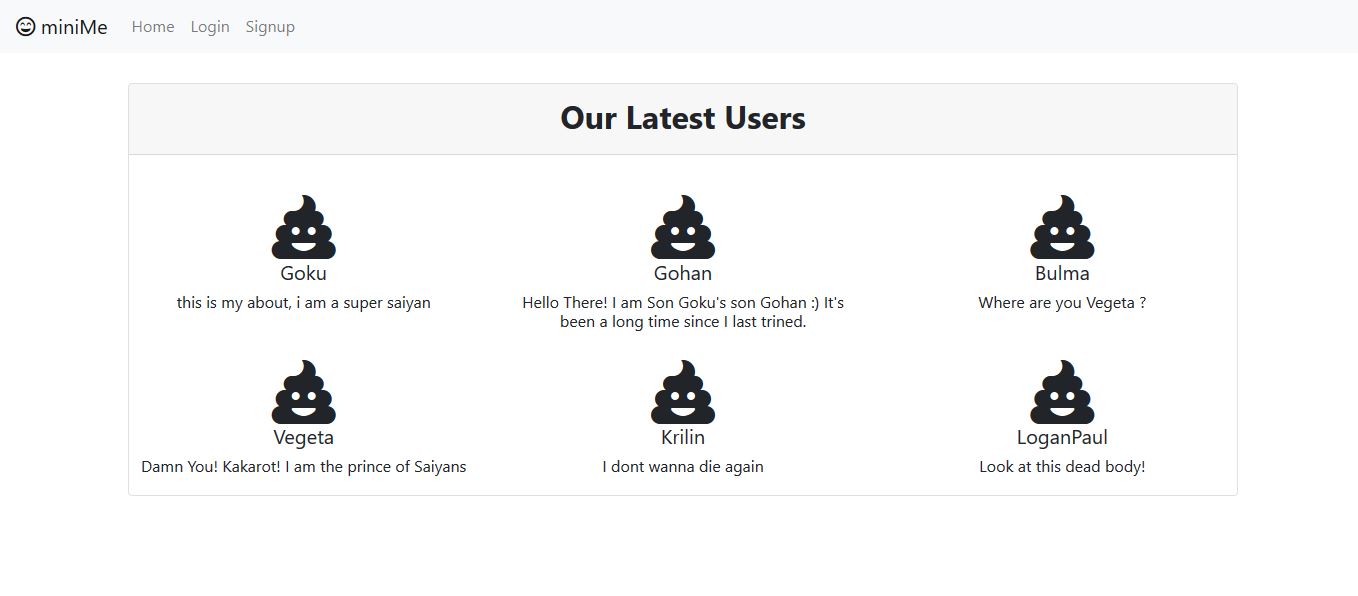 miniMe Home Login Signup
Our Latest Users
Goku
this is my about, i am a super saiyan
Gohan
Hello There! I am Son Goku's son Gohan :) It's
been a long time since I last trined.
Bulma
Where are you Vegeta ?
Vegeta
Damn You! Kakarot! I am the prince of Saiyans
Krilin
I dont wanna die again
LoganPaul
Look at this dead body!